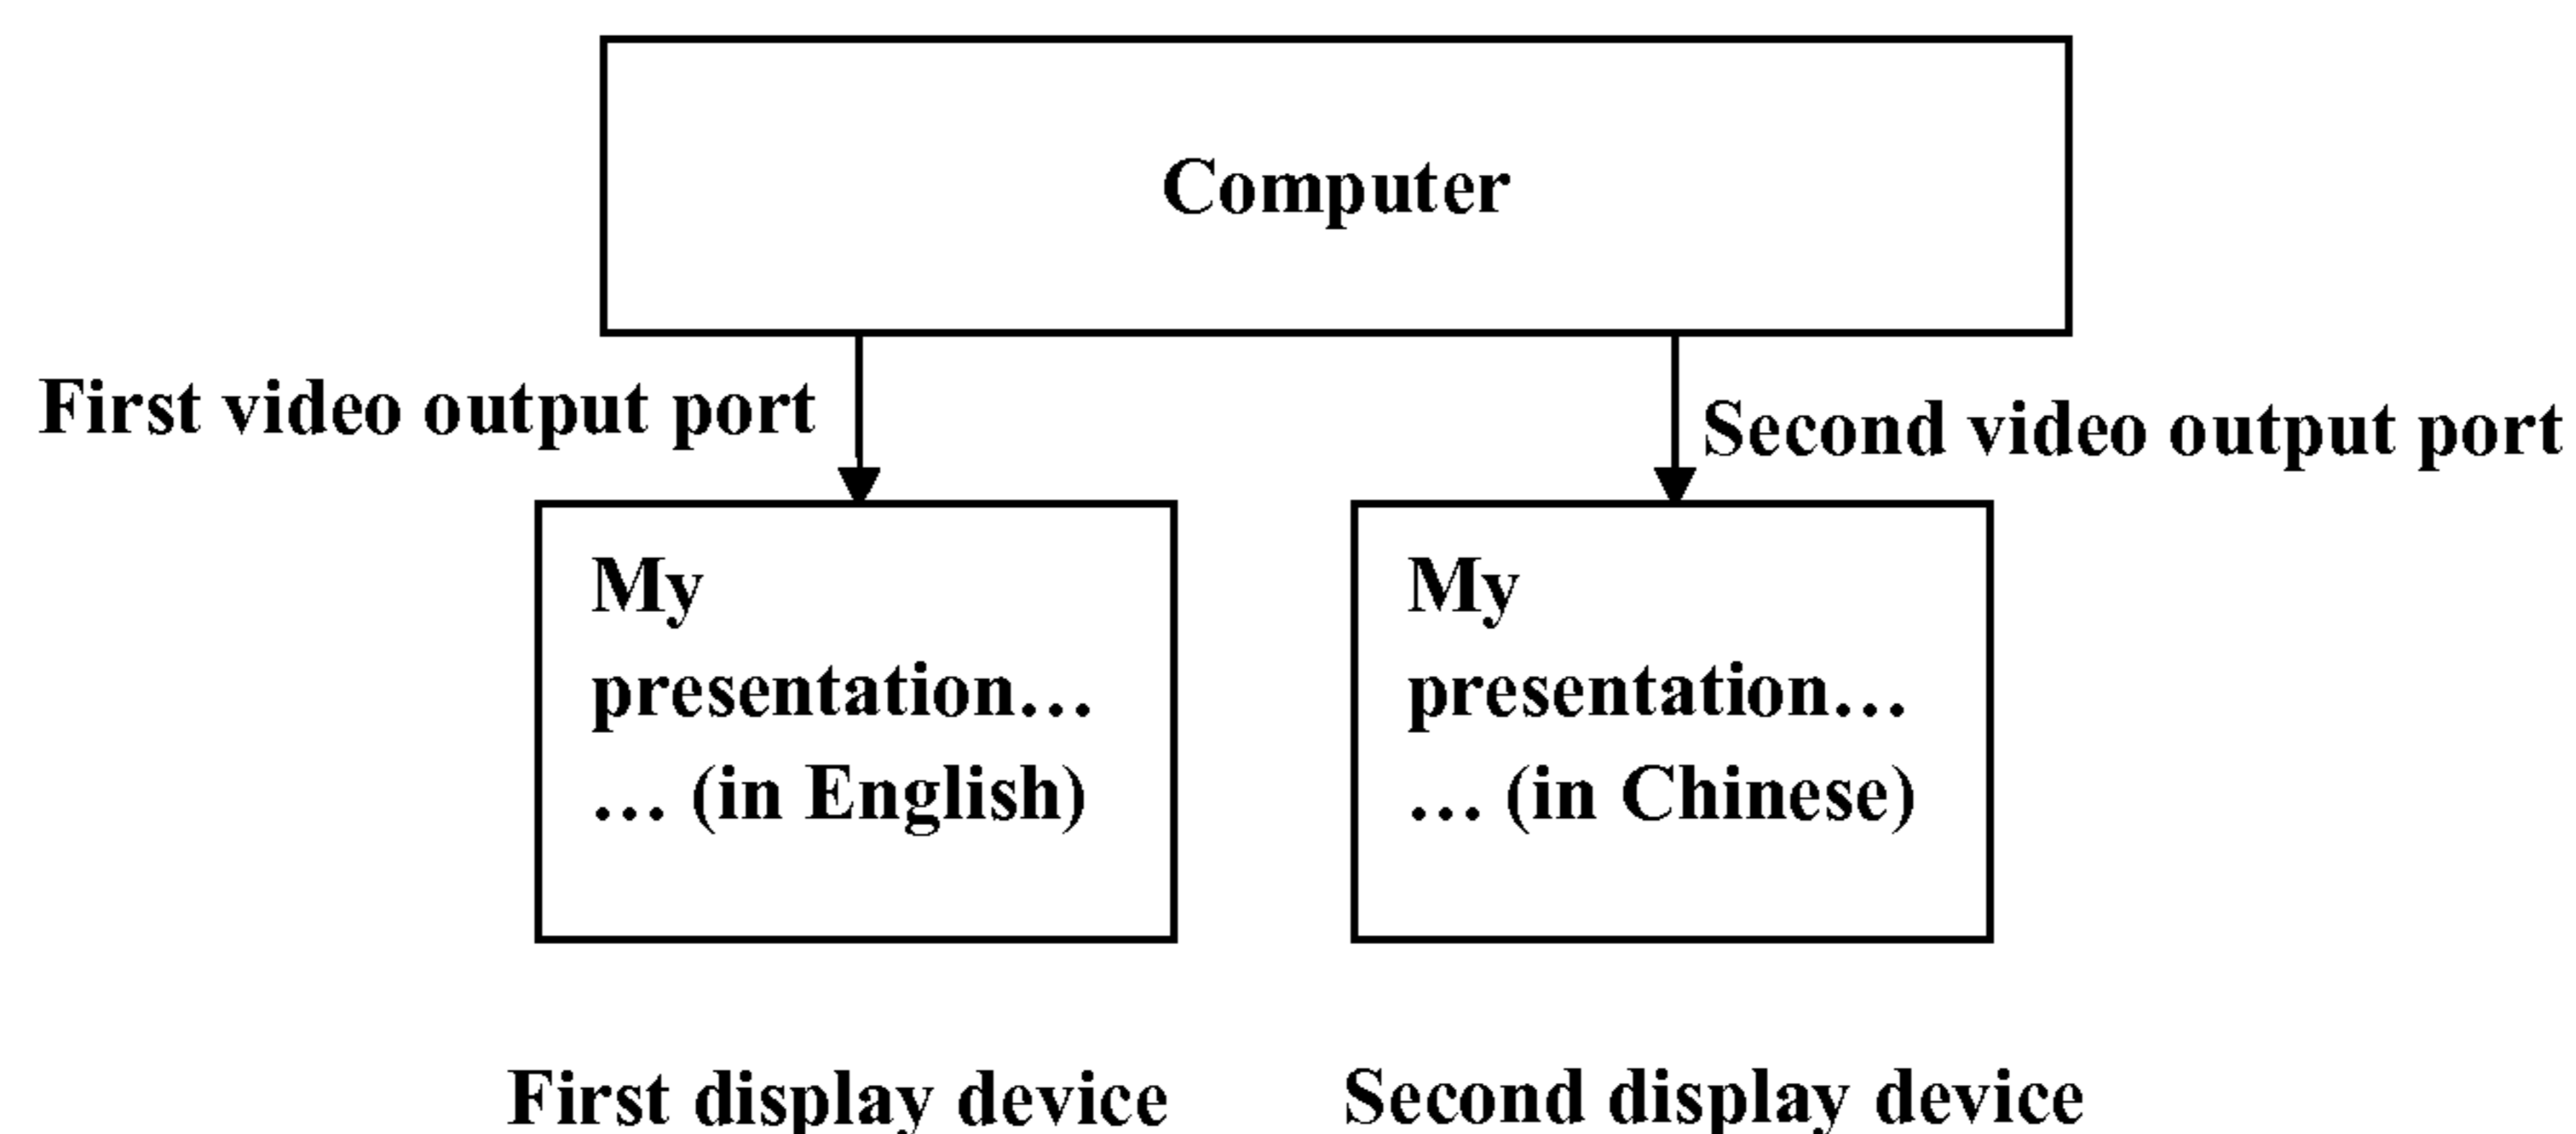 Computer
First video output port
Second video output port
My
presentation…
… (in English)
My
presentation…
… (in Chinese)
First display device
Second display device